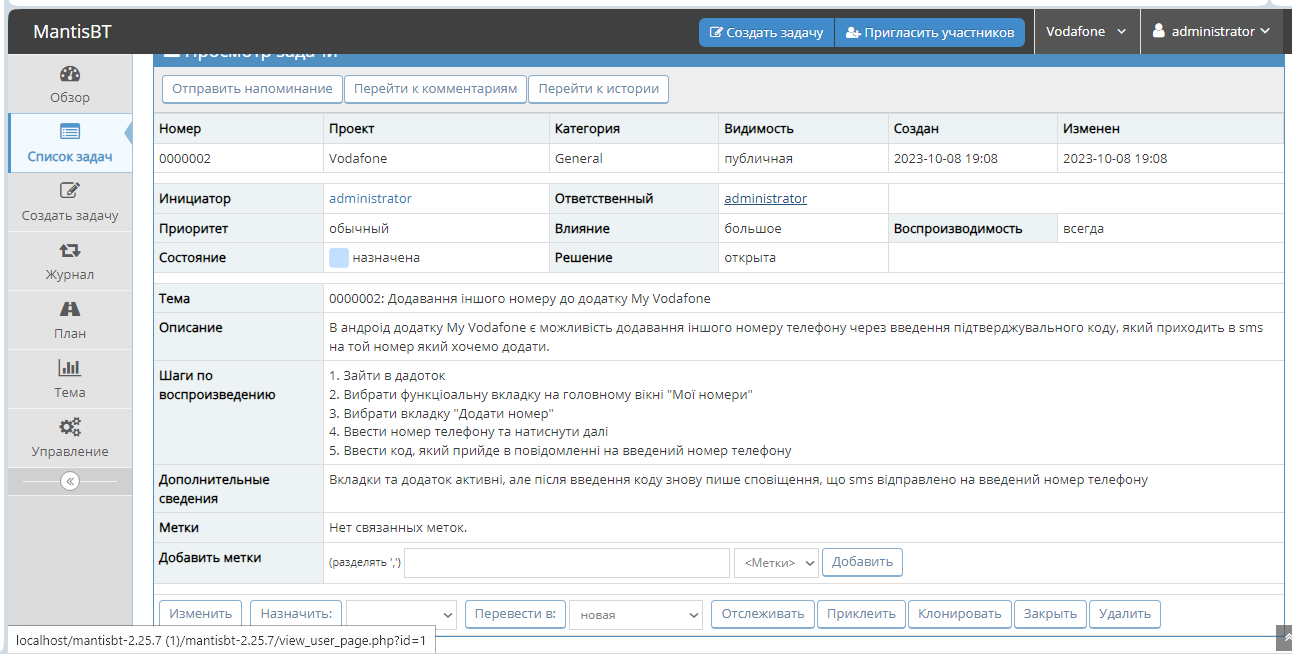 MantisBT
Создать задачу
Пригласить участников
Vodafone
administrator
Просмотр задачи
Обзор
Список задач
Создать задачу
Журнал
План
Тема
Управление
Отправить напоминание
Перейти к комментариям
Перейти к истории
Номер Проект Категория Видимость Создан Изменен
0000002 Vodafone General публичная 2023-10-08 19:08 2023-10-08 19:08
Инициатор administrator Ответственный administrator
Приоритет обычный Влияние большое Воспроизводимость всегда
Состояние назначена Решение открыта
Тема 0000002: Додавання іншого номеру до додатку My Vodafone
Описание В андроід додатку My Vodafone є можливість додавання іншого номеру телефону через введення підтверджувального коду, який приходить в sms
на той номер який хочемо додати.
Шаги по
воспроизведению
1. Зайти в дадоток
2. Вибрати функціоальну вкладку на головному вікні "Мої номери"
3. Вибрати вкладку "Додати номер"
4. Ввести номер телефону та натиснути далі
5. Ввести код, який прийде в повідомленні на введений номер телефону
Дополнительные
сведения
Вкладки та додаток активні, але після введення коду знову пише сповіщення, що sms відправлено на введений номер телефону
Метки Нет связанных меток.
Добавить метки (разделять ',') <Метки> Добавить
Изменить Назначить: Перевести в: новая Отслеживать Приклеить Клонировать Закрыть Удалить
localhost/mantisbt-2.25.7 (1)/mantisbt-2.25.7/view_user_page.php?id=1